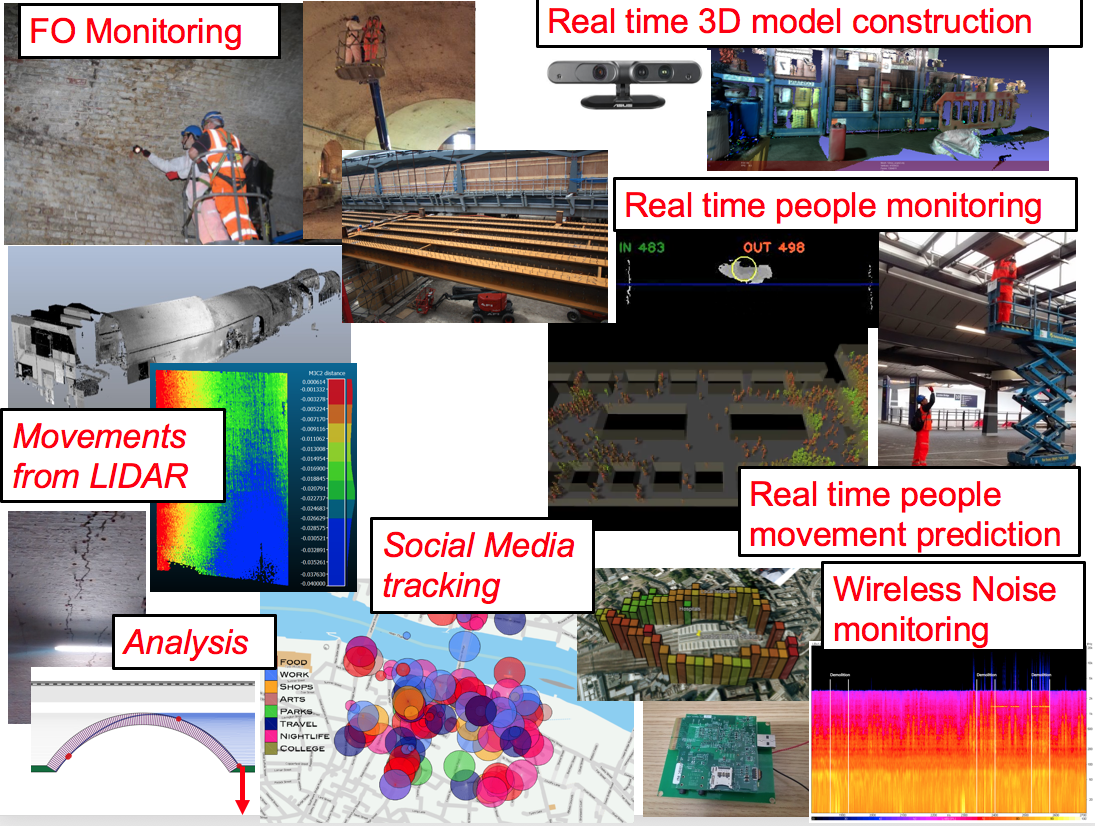 FO Monitoring
Real time 3D model construction
ASUS
Real time people monitoring
IN 483
OUT 498
M3C2 distance
0.000614
-0.001332
-0.003278
-0.005224
-0.007170
-0.009116
-0.011062
-0.013008
-0.014954
-0.016900
-0.018845
-0.020791
-0.022737
-0.024683
-0.026629
-0.028575
-0.030521
-0.032891
-0.035261
-0.037630
-0.040000
Movements
from LIDAR
Real time people
movement prediction
Social Media
tracking
Wireless Noise
monitoring
Analysis
FOOD
WORK
SHOPS
ARTS
PARKS
TRAVEL
NIGHTLIFE
COLLEGE
Demolition
Demolition
Demolition